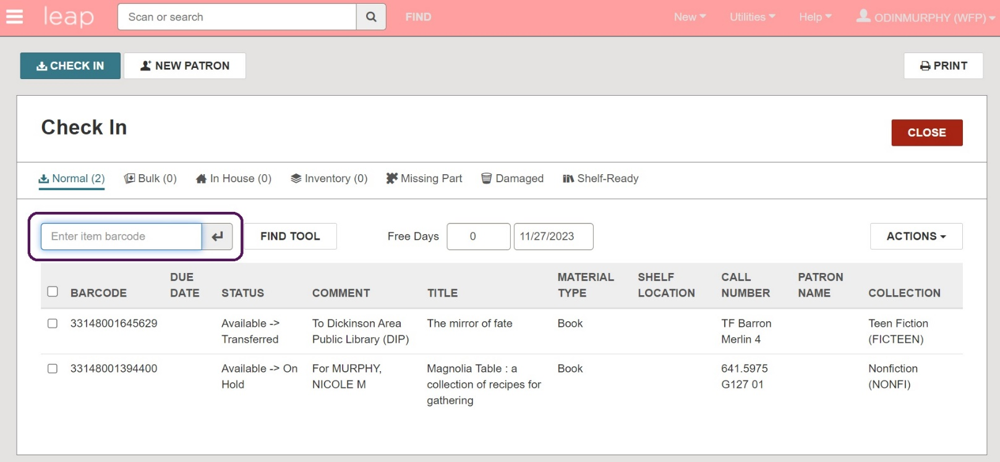 leap Scan or search FIND New Utilities Help ODINMURPHY (WFP)
CHECK IN NEW PATRON PRINT
Check In
CLOSE
Normal (2) Bulk (0) In House (0) Inventory (0) Missing Part Damaged Shelf-Ready
Enter item barcode FIND TOOL Free Days 0 11/27/2023 ACTIONS
DUE MATERIAL SHELF CALL PATRON
BARCODE DATE STATUS COMMENT TITLE TYPE LOCATION NUMBER NAME COLLECTION
33148001645629 Available -> To Dickinson Area The mirror of fate Book TF Barron Teen Fiction
Transferred Public Library (DIP) Merlin 4 (FICTEEN)
33148001394400 Available -> On For MURPHY, Magnolia Table : a Book 641.5975 Nonfiction
Hold NICOLE M collection of recipes for G127 01 (NONFI)
gathering